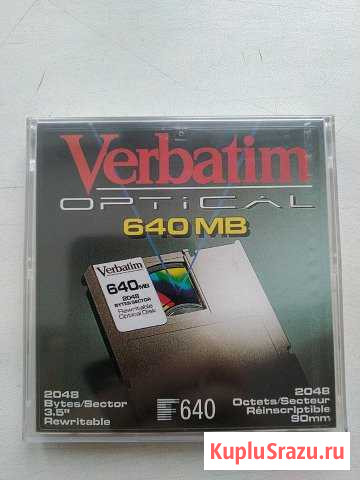 Verbatim
OPTICAL
640 MB
Verbatim
640MB
2048
BYTES/SECTOR
Rewritable
Optical Disk
2048
Bytes/Sector
3.5"
Rewritable
F640
2048
Octets/Secteur
Réinscriptible
90mm
KupluSrazu.ru